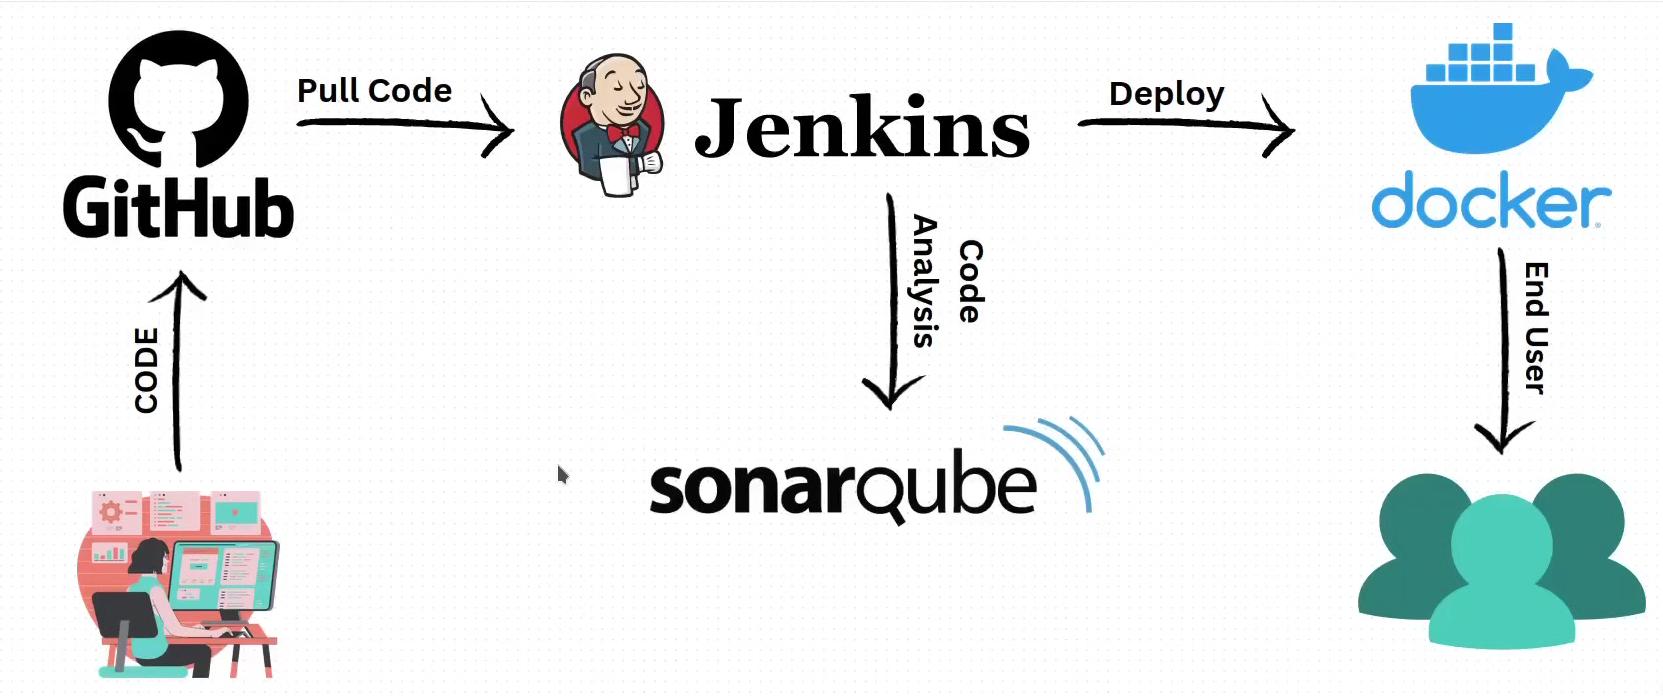 GitHub
Pull Code
Jenkins
Deploy
docker
CODE
Code
Analysis
End User
sonarqube